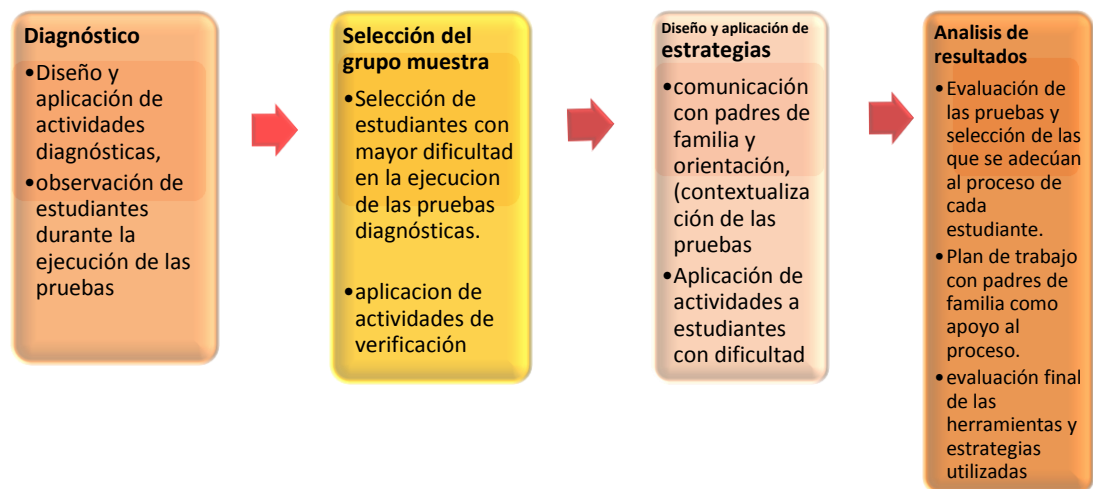 Diagnóstico
•Diseño y
aplicación de
actividades
diagnósticas,
•observación de
estudiantes
durante la
ejecución de las
pruebas
Selección del
grupo muestra
•Selección de
estudiantes con
mayor dificultad
en la ejecucion
de las pruebas
diagnósticas.
•aplicacion de
actividades de
verificación
Diseño y aplicación de
estrategias
•comunicación
con padres de
familia y
orientación,
(contextualiza
ción de las
pruebas
•Aplicación de
actividades a
estudiantes
con dificultad
Analisis de
resultados
•Evaluación de
las pruebas y
selección de las
que se adecúan
al proceso de
cada
estudiante.
•Plan de trabajo
con padres de
familia como
apoyo al
proceso.
•evaluación final
de las
herramientas y
estrategias
utilizadas